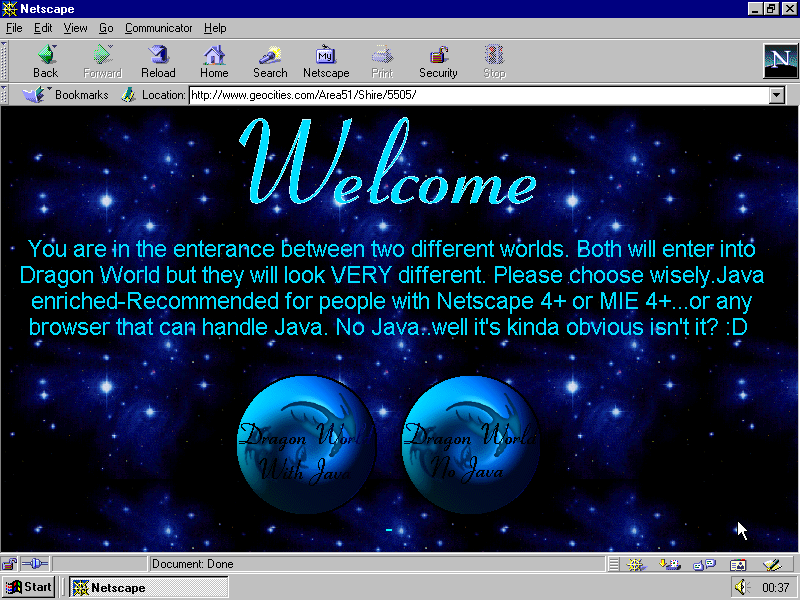 Netscape
File Edit View Go Communicator Help
My
N
Back Forward Reload Home Search Netscape Print Security Stop
Bookmarks Location: http://www.geocities.com/Area51/Shire/5505/
Welcome
You are in the enterance between two different worlds. Both will enter into
Dragon World but they will look VERY different. Please choose wisely.Java
enriched-Recommended for people with Netscape 4+ or MIE 4+...or any
browser that can handle Java. No Java..well it's kinda obvious isn't it? :D
Dragon World Dragon World
With Java No Java
-
Document: Done
Start Netscape 00:37